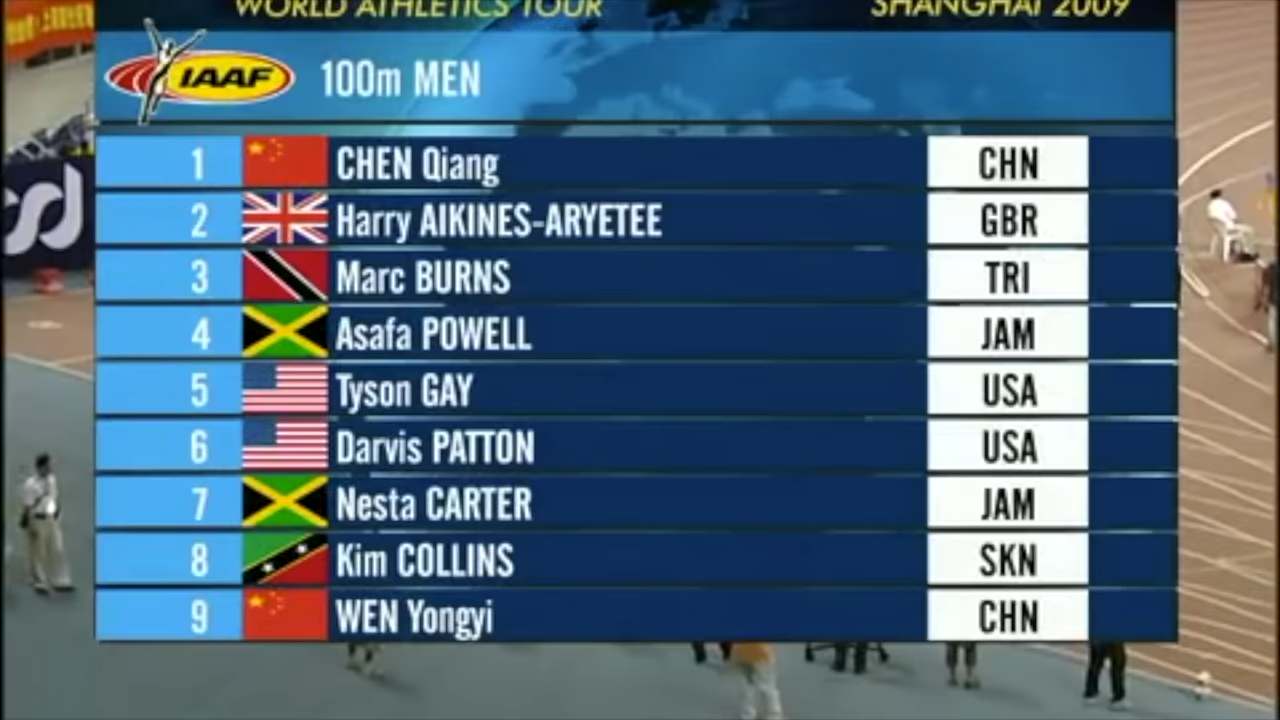 WORLD ATHLETICS TOUR SHANGHAI 2009
IAAF 100m MEN
1 CHEN Qiang CHN
2 Harry AIKINES-ARYETEE GBR
3 Marc BURNS TRI
4 Asafa POWELL JAM
5 Tyson GAY USA
6 Darvis PATTON USA
7 Nesta CARTER JAM
8 Kim COLLINS SKN
9 WEN Yongyi CHN